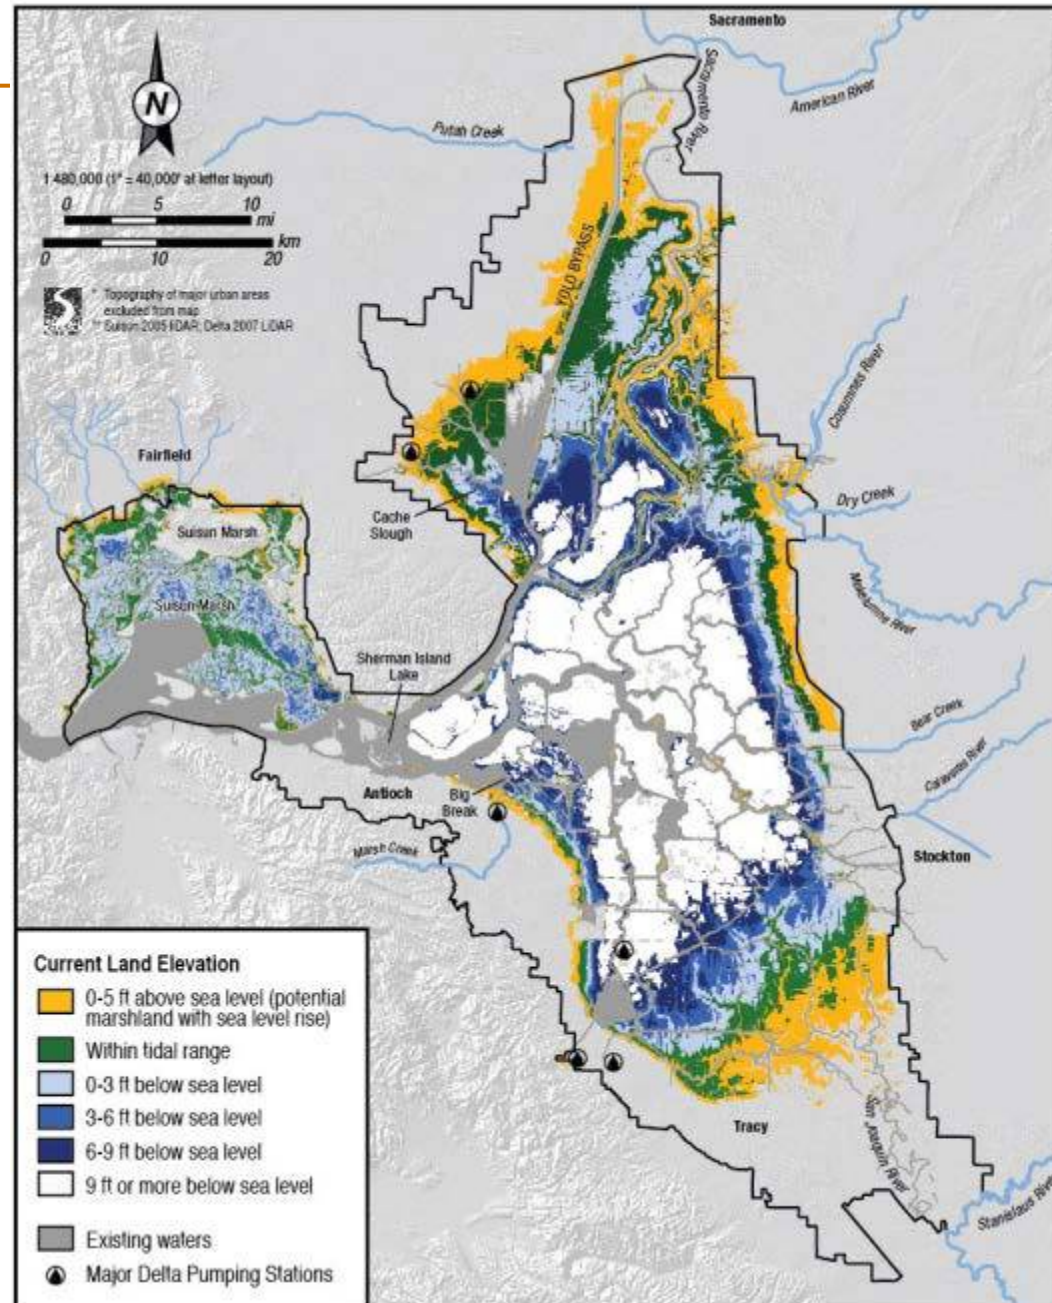 Sacramento
Sacramento River
American River
Putah Creek
N
1:480,000 (1" = 40,000' at letter layout)
0 5 10
mi
km
0 10 20
* Topography of major urban areas
excluded from map
** Suisun 2005 LiDAR; Delta 2007 LiDAR
YOLO BYPASS
Cosumnes River
Fairfield
Dry Creek
Cache
Slough
Suisun Marsh
Suisun Marsh
Mokelumne River
Sherman Island
Lake
Bear Creek
Calaveras River
Antioch
Big
Break
Marsh Creek
Stockton
Current Land Elevation
0-5 ft above sea level (potential
marshland with sea level rise)
Within tidal range
0-3 ft below sea level
3-6 ft below sea level
6-9 ft below sea level
9 ft or more below sea level
Existing waters
Major Delta Pumping Stations
Tracy
San Joaquin River
Stanislaus River